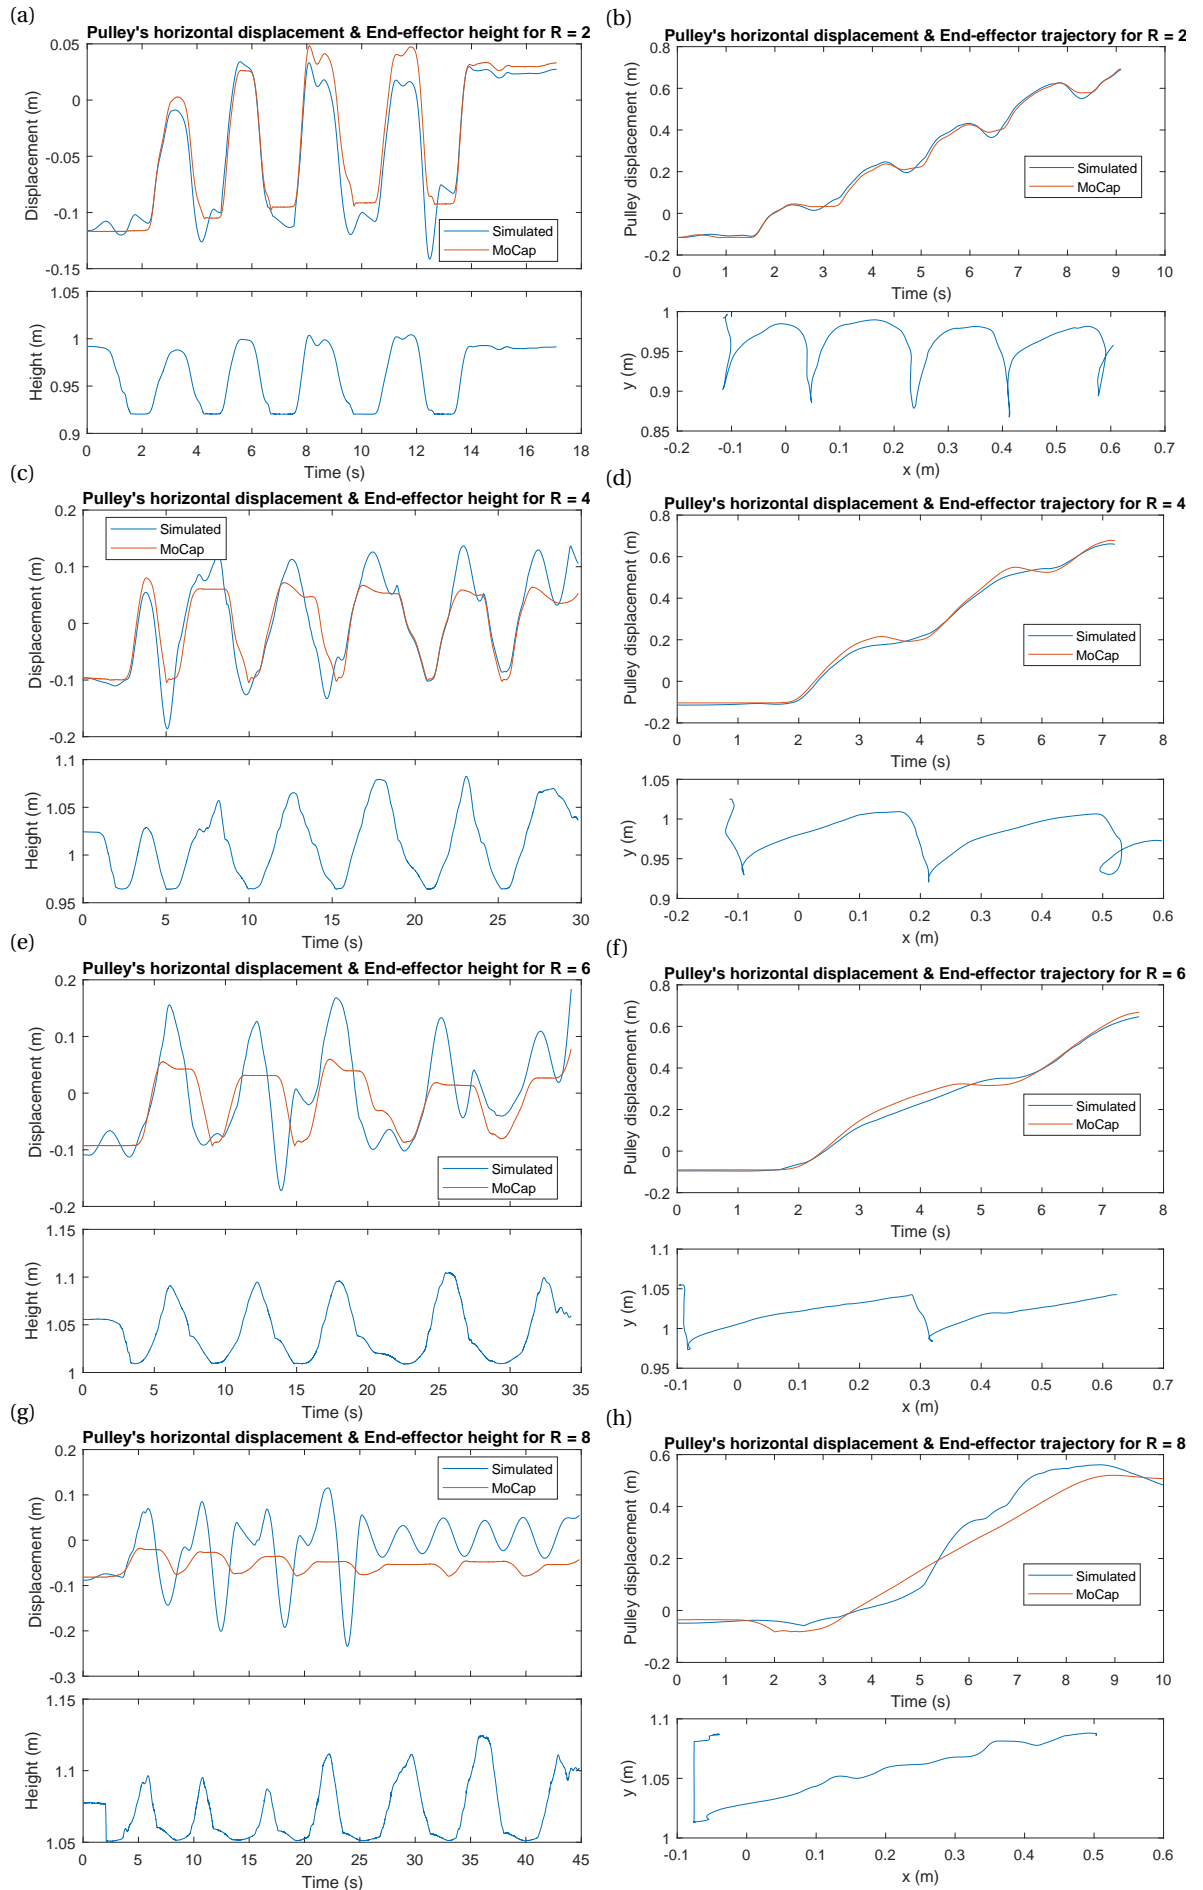 (a)
Pulley's horizontal displacement & End-effector height for R = 2
Displacement (m)
0.05
0
-0.05
-0.1
-0.15
Simulated
MoCap
Height (m)
1.05
1
0.95
0.9
0 2 4 6 8 10 12 14 16 18
Time (s)
(b)
Pulley's horizontal displacement & End-effector trajectory for R = 2
Pulley displacement (m)
0.8
0.6
0.4
0.2
0
-0.2
Simulated
MoCap
0 1 2 3 4 5 6 7 8 9 10
Time (s)
y (m)
1
0.95
0.9
0.85
-0.2 -0.1 0 0.1 0.2 0.3 0.4 0.5 0.6 0.7
x (m)
(c)
Pulley's horizontal displacement & End-effector height for R = 4
Displacement (m)
0.2
0.1
0
-0.1
-0.2
Simulated
MoCap
Height (m)
1.1
1.05
1
0.95
0 5 10 15 20 25 30
Time (s)
(d)
Pulley's horizontal displacement & End-effector trajectory for R = 4
Pulley displacement (m)
0.8
0.6
0.4
0.2
0
-0.2
Simulated
MoCap
0 1 2 3 4 5 6 7 8
Time (s)
y (m)
1.05
1
0.95
0.9
-0.2 -0.1 0 0.1 0.2 0.3 0.4 0.5 0.6
x (m)
(e)
Pulley's horizontal displacement & End-effector height for R = 6
Displacement (m)
0.2
0.1
0
-0.1
-0.2
Simulated
MoCap
Height (m)
1.15
1.1
1.05
1
0 5 10 15 20 25 30 35
Time (s)
(f)
Pulley's horizontal displacement & End-effector trajectory for R = 6
Pulley displacement (m)
0.8
0.6
0.4
0.2
0
-0.2
Simulated
MoCap
0 1 2 3 4 5 6 7 8
Time (s)
y (m)
1.1
1.05
1
0.95
-0.1 0 0.1 0.2 0.3 0.4 0.5 0.6 0.7
x (m)
(g)
Pulley's horizontal displacement & End-effector height for R = 8
Displacement (m)
0.2
0.1
0
-0.1
-0.2
-0.3
Simulated
MoCap
Height (m)
1.15
1.1
1.05
0 5 10 15 20 25 30 35 40 45
Time (s)
(h)
Pulley's horizontal displacement & End-effector trajectory for R = 8
Pulley displacement (m)
0.6
0.4
0.2
0
-0.2
Simulated
MoCap
0 1 2 3 4 5 6 7 8 9 10
Time (s)
y (m)
1.1
1.05
1
-0.1 0 0.1 0.2 0.3 0.4 0.5 0.6
x (m)